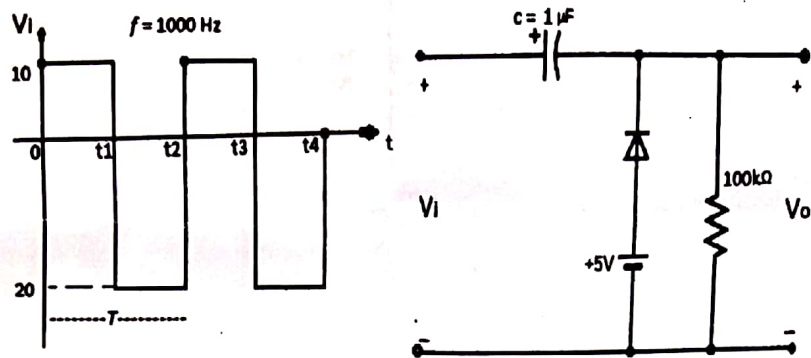 Vi
f = 1000 Hz
10
0
t1
t2
t3
t4
t
20
T
c = 1 µF
+
+
+
Vi
100kΩ
Vo
+5V
-
-